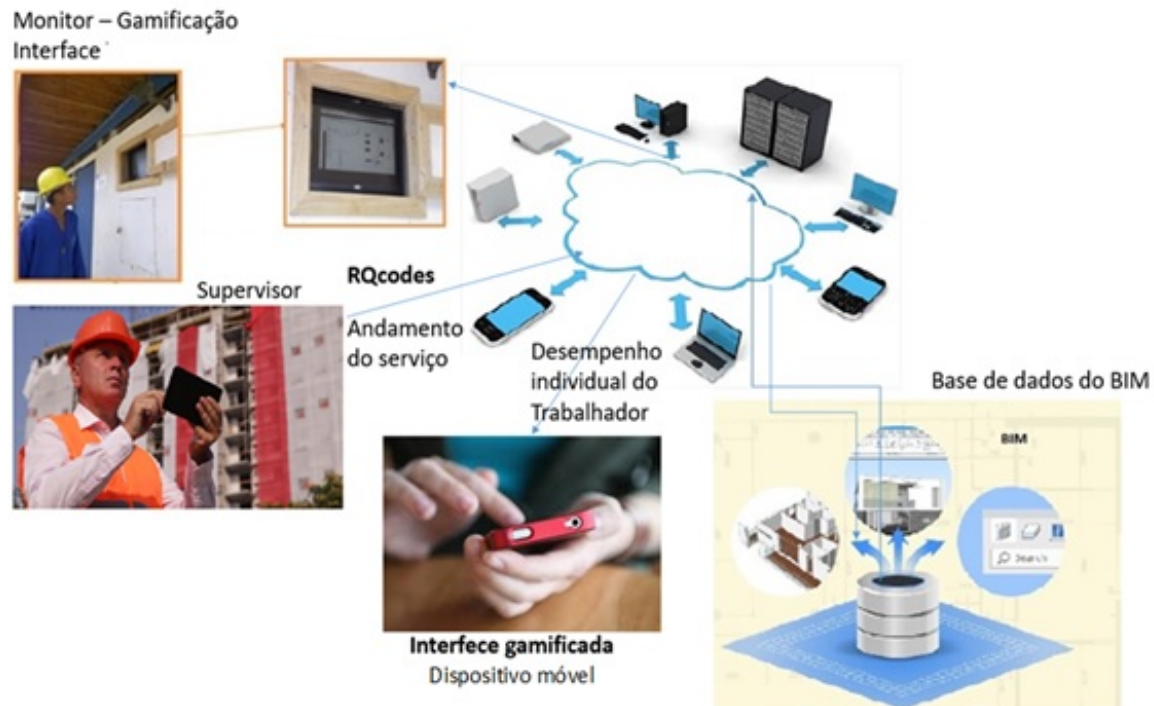 Monitor – Gamificação
Interface
Supervisor
RQcodes
Andamento
do serviço
Desempenho
individual do
Trabalhador
Base de dados do BIM
BIM
Search
Interfece gamificada
Dispositivo móvel